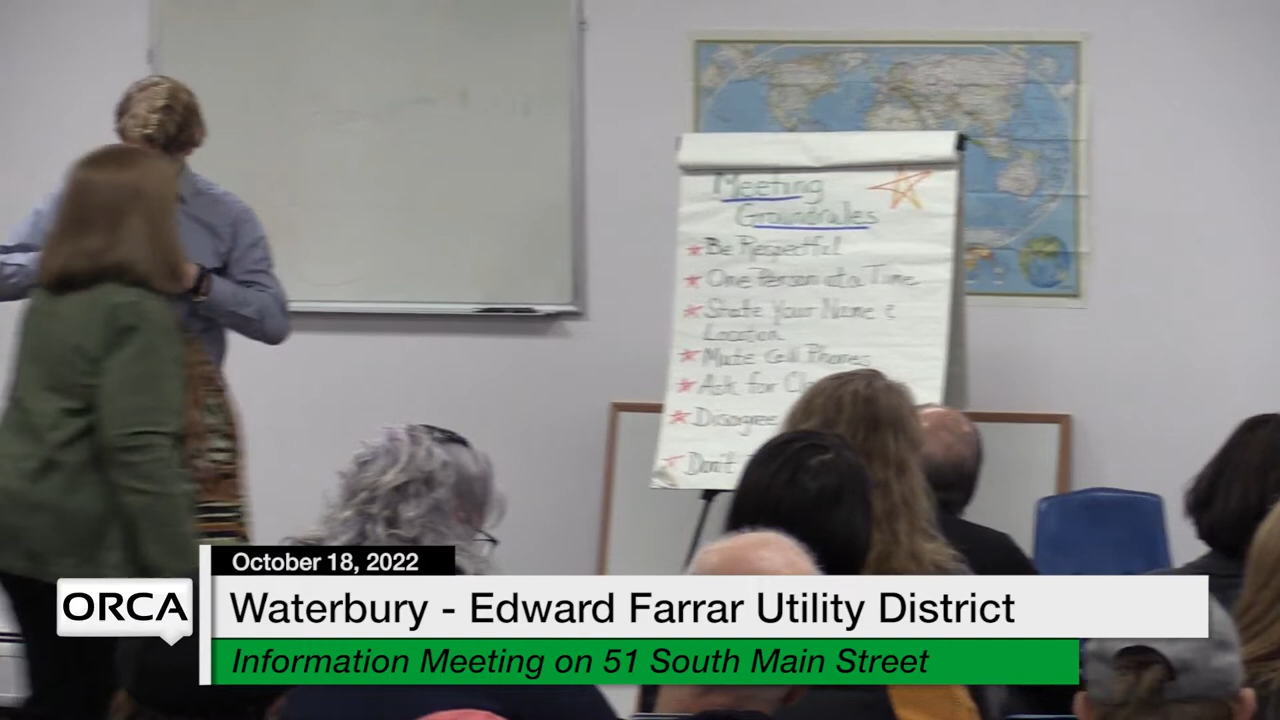 Meeting
Groundrules
Be Respectful
One Person at a Time
State Your Name &
Location
Mute Cell Phones
Ask for
Disagree
Don't
October 18, 2022
ORCA
Waterbury - Edward Farrar Utility District
Information Meeting on 51 South Main Street